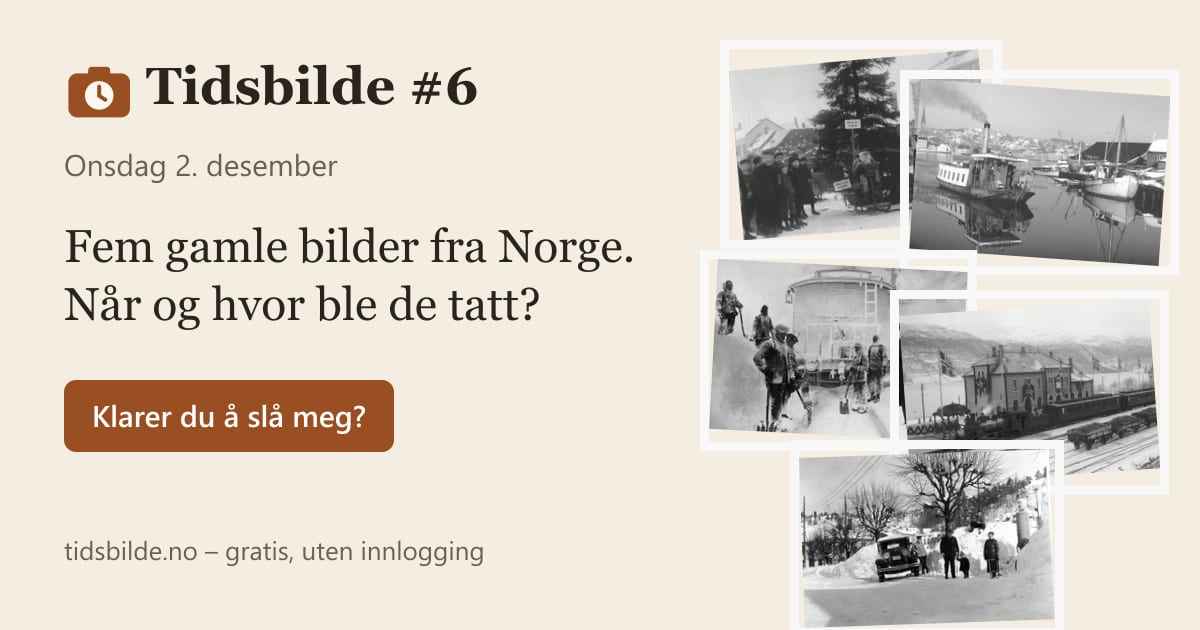 Tidsbilde #6
Onsdag 2. desember
Fem gamle bilder fra Norge.
Når og hvor ble de tatt?
Klarer du å slå meg?
tidsbilde.no – gratis, uten innlogging